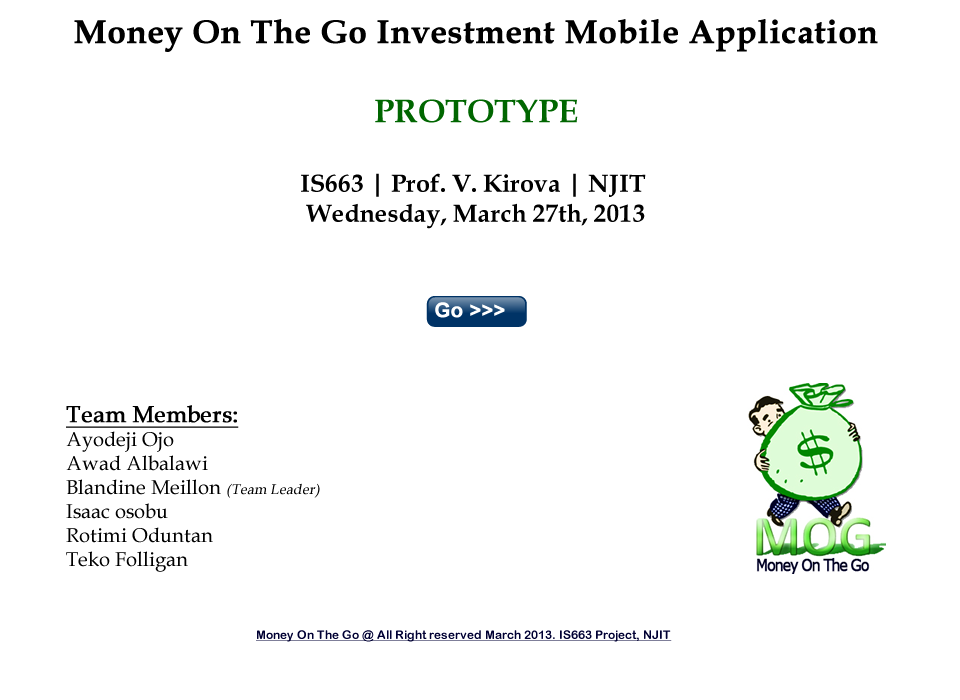 Money On The Go Investment Mobile Application
PROTOTYPE
IS663 | Prof. V. Kirova | NJIT
Wednesday, March 27th, 2013
Go >>>
Team Members:
Ayodeji Ojo
Awad Albalawi
Blandine Meillon (Team Leader)
Isaac osobu
Rotimi Oduntan
Teko Folligan
$
MOG
Money On The Go
Money On The Go @ All Right reserved March 2013. IS663 Project, NJIT